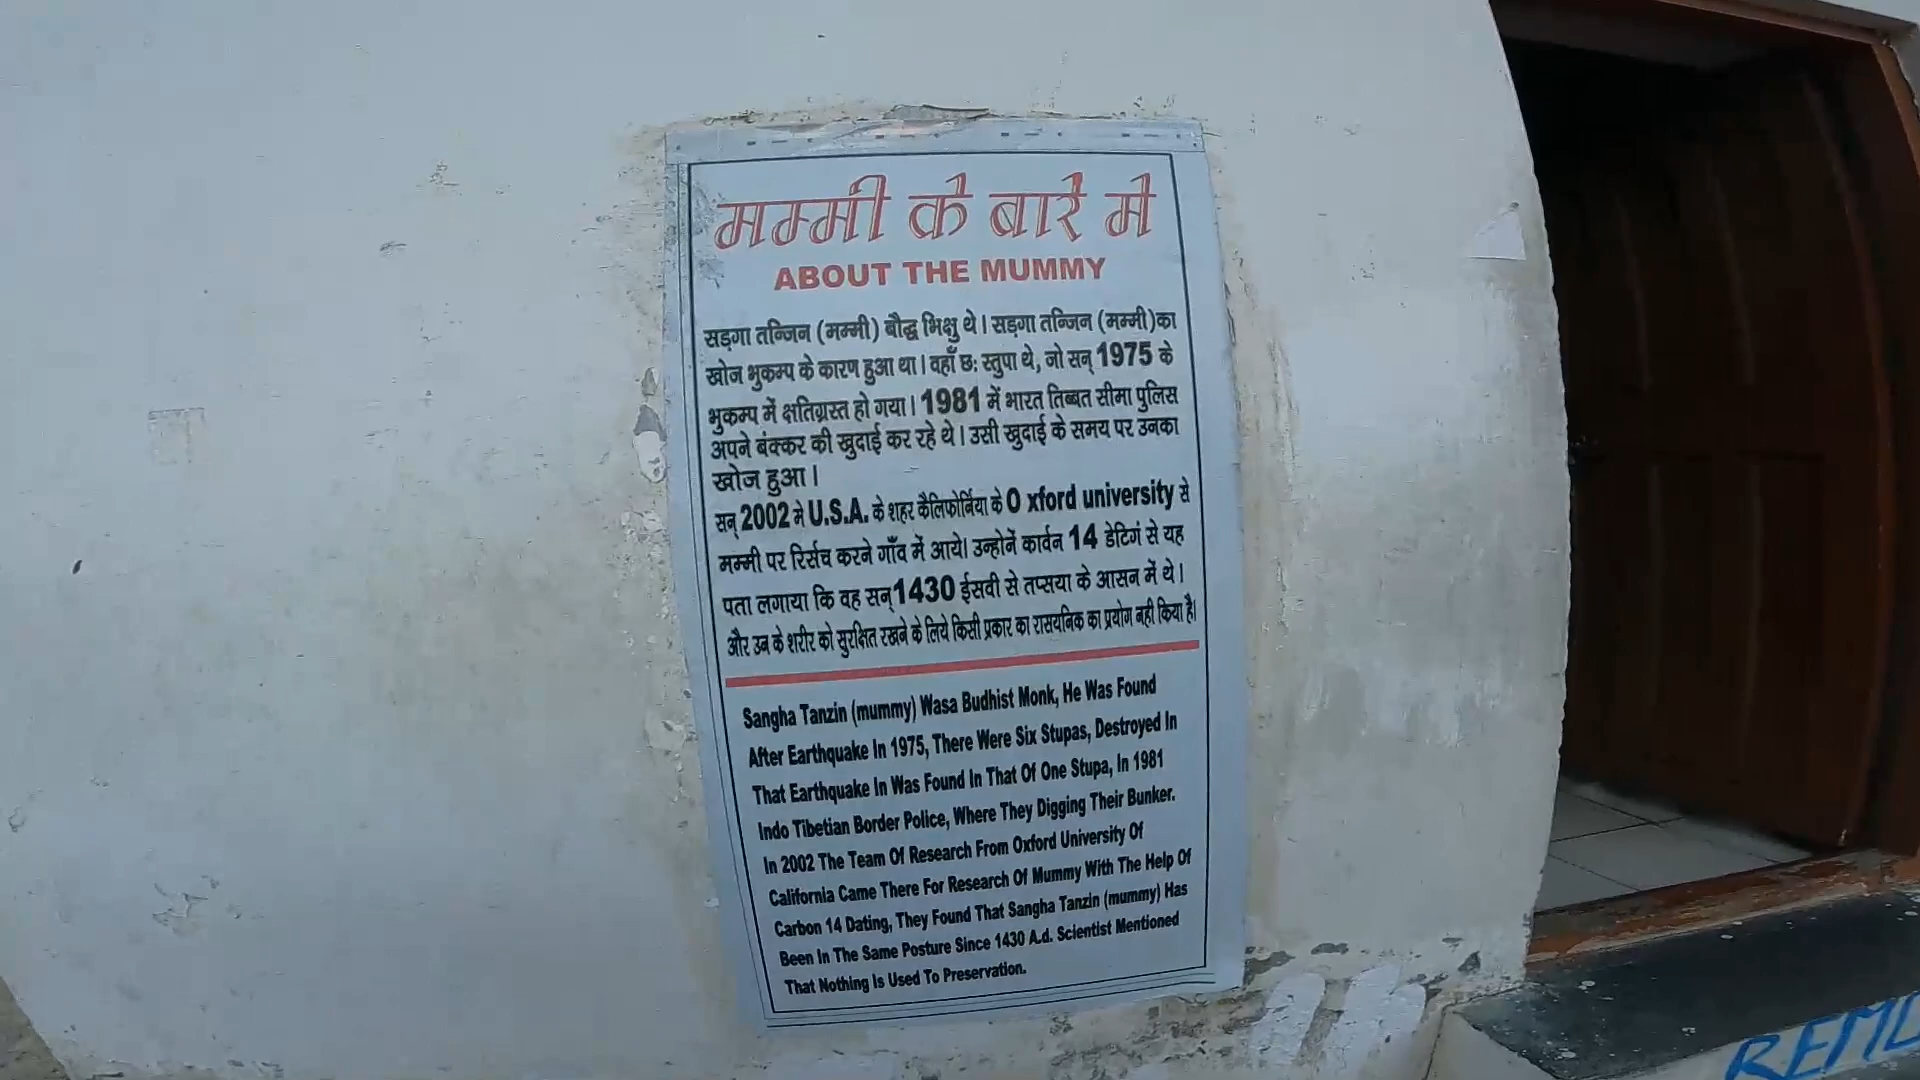 मम्मी के बारे मे
ABOUT THE MUMMY
सड़गा तन्जिन (मम्मी) बौद्ध भिक्षु थे। सड़गा तन्जिन (मम्मी)का
खोज भुकम्प के कारण हुआ था। वहाँ छः स्तुपा थे, जो सन् 1975 के
भुकम्प में क्षतिग्रस्त हो गया। 1981 में भारत तिब्बत सीमा पुलिस
अपने बंक्कर की खुदाई कर रहे थे। उसी खुदाई के समय पर उनका
खोज हुआ।
सन् 2002 मे U.S.A. के शहर कैलिफोर्निया के O xford university से
मम्मी पर रिर्सच करने गाँव में आये। उन्होनें कार्वन 14 डेटिगं से यह
पता लगाया कि वह सन् 1430 ईसवी से तप्सया के आसन में थे।
और उन के शरीर को सुरक्षित रखने के लिये किसी प्रकार का रासयनिक का प्रयोग नही किया है।
Sangha Tanzin (mummy) Wasa Budhist Monk, He Was Found
After Earthquake In 1975, There Were Six Stupas, Destroyed In
That Earthquake In Was Found In That Of One Stupa, In 1981
Indo Tibetian Border Police, Where They Digging Their Bunker.
In 2002 The Team Of Research From Oxford University Of
California Came There For Research Of Mummy With The Help Of
Carbon 14 Dating, They Found That Sangha Tanzin (mummy) Has
Been In The Same Posture Since 1430 A.d. Scientist Mentioned
That Nothing Is Used To Preservation.